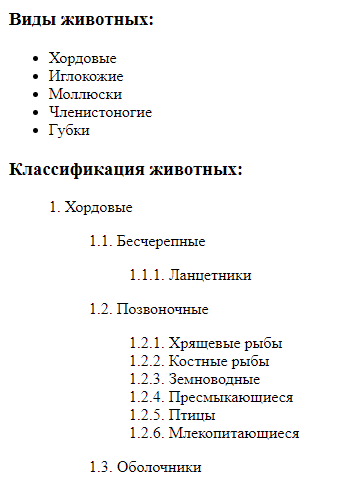 Виды животных:
Хордовые
Иглокожие
Моллюски
Членистоногие
Губки
Классификация животных:
1. Хордовые
1.1. Бесчерепные
1.1.1. Ланцетники
1.2. Позвоночные
1.2.1. Хрящевые рыбы
1.2.2. Костные рыбы
1.2.3. Земноводные
1.2.4. Пресмыкающиеся
1.2.5. Птицы
1.2.6. Млекопитающиеся
1.3. Оболочники